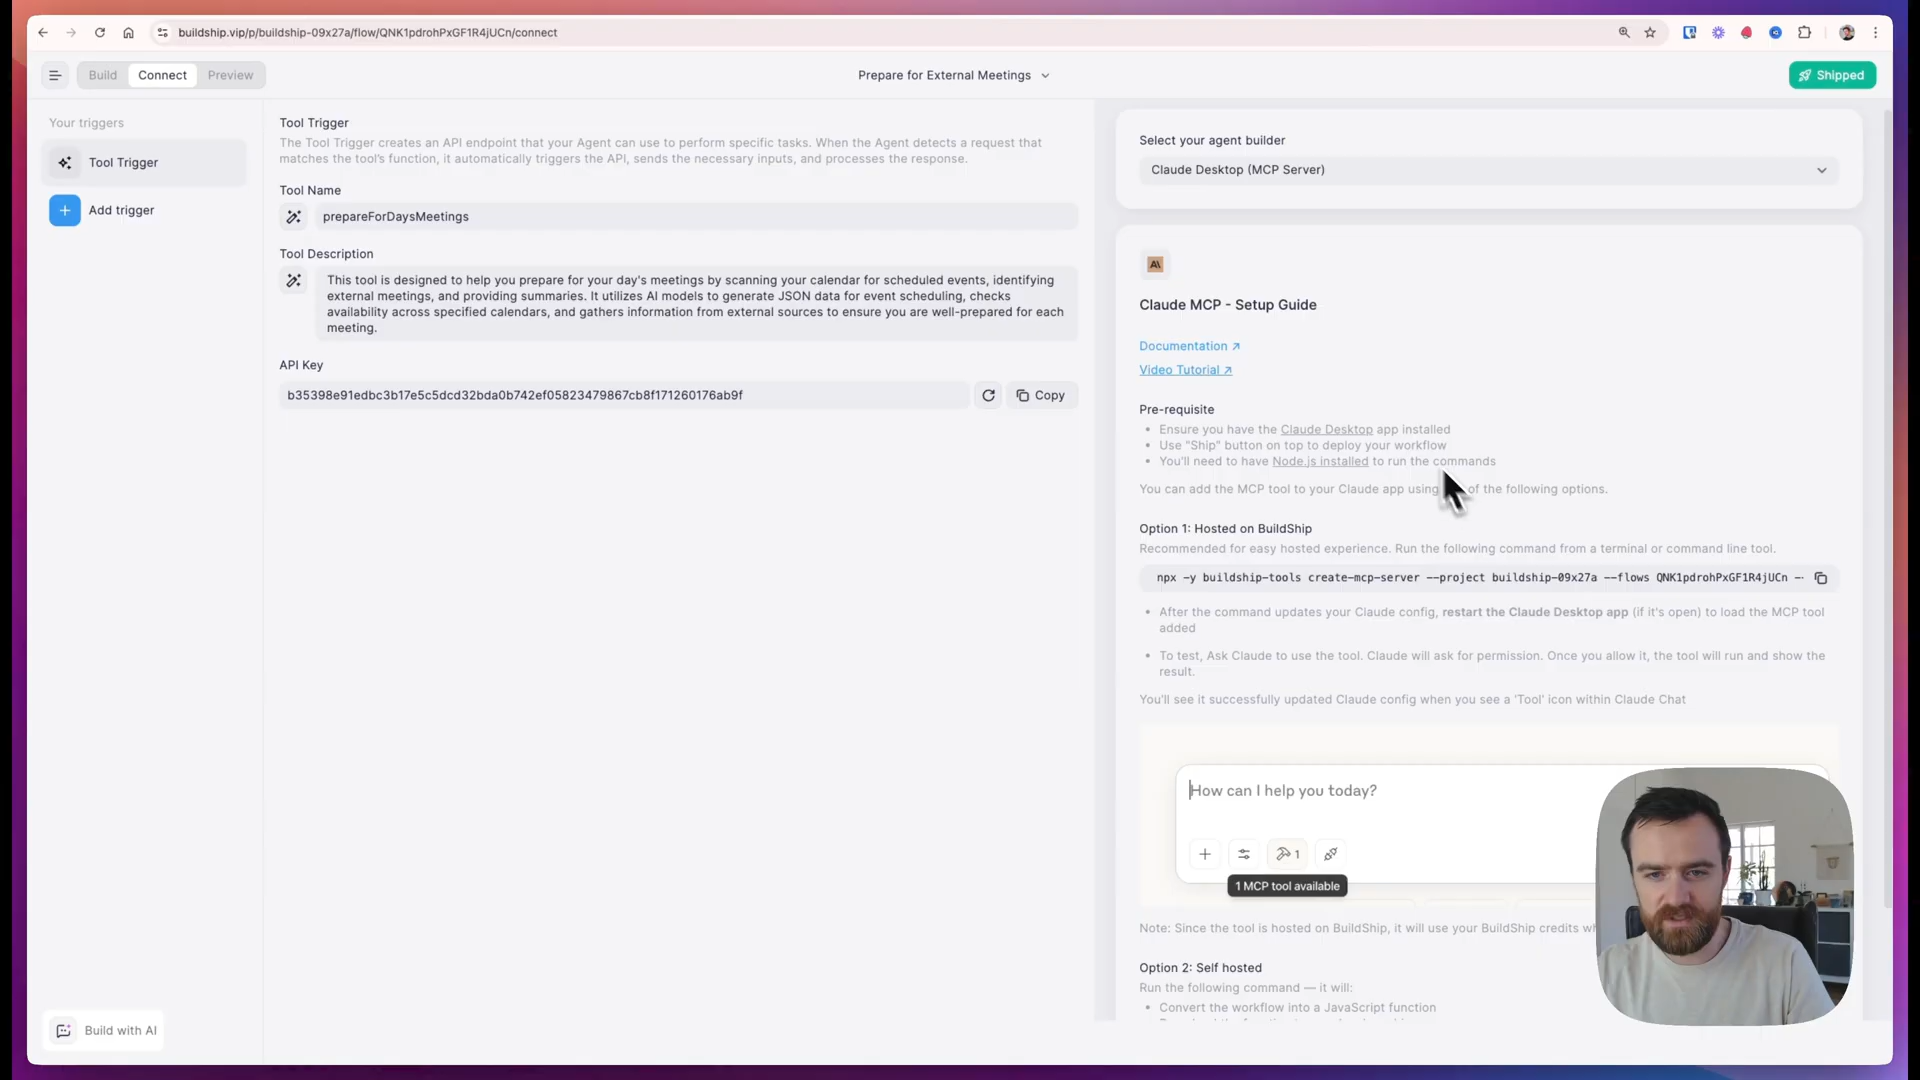 buildship.vip/p/buildship-09x27a/flow/QNK1pdrohPxGF1R4jUCn/connect
Build
Connect
Preview
Prepare for External Meetings
Shipped
Your triggers
Tool Trigger
Add trigger
Tool Trigger
The Tool Trigger creates an API endpoint that your Agent can use to perform specific tasks. When the Agent detects a request that
matches the tool's function, it automatically triggers the API, sends the necessary inputs, and processes the response.
Tool Name
prepareForDaysMeetings
Tool Description
This tool is designed to help you prepare for your day's meetings by scanning your calendar for scheduled events, identifying
external meetings, and providing summaries. It utilizes AI models to generate JSON data for event scheduling, checks
availability across specified calendars, and gathers information from external sources to ensure you are well-prepared for each
meeting.
API Key
b35398e91edbc3b17e5c5dcd32bda0b742ef05823479867cb8f171260176ab9f
Copy
Select your agent builder
Claude Desktop (MCP Server)
A\
Claude MCP - Setup Guide
Documentation ↗
Video Tutorial ↗
Pre-requisite
• Ensure you have the Claude Desktop app installed
• Use "Ship" button on top to deploy your workflow
• You'll need to have Node.js installed to run the commands
You can add the MCP tool to your Claude app using of the following options.
Option 1: Hosted on BuildShip
Recommended for easy hosted experience. Run the following command from a terminal or command line tool.
npx -y buildship-tools create-mcp-server --project buildship-09x27a --flows QNK1pdrohPxGF1R4jUCn -
• After the command updates your Claude config, restart the Claude Desktop app (if it's open) to load the MCP tool
added
• To test, Ask Claude to use the tool. Claude will ask for permission. Once you allow it, the tool will run and show the
result.
You'll see it successfully updated Claude config when you see a 'Tool' icon within Claude Chat
How can I help you today?
1
1 MCP tool available
Note: Since the tool is hosted on BuildShip, it will use your BuildShip credits
Option 2: Self hosted
Run the following command — it will:
• Convert the workflow into a JavaScript function
Build with AI